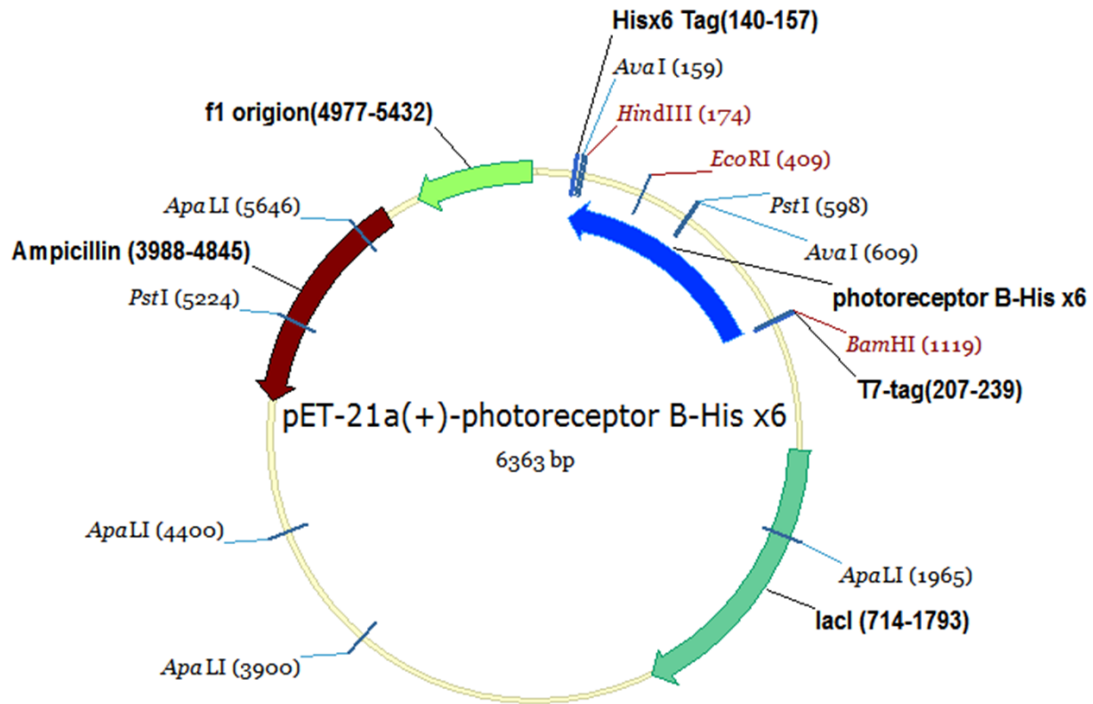 Hisx6 Tag(140-157)
AvaI (159)
HindIII (174)
f1 origion(4977-5432)
EcoRI (409)
ApaLI (5646)
PstI (598)
Ampicillin (3988-4845)
AvaI (609)
PstI (5224)
photoreceptor B-His x6
BamHI (1119)
T7-tag(207-239)
pET-21a(+)-photoreceptor B-His x6
6363 bp
ApaLI (4400)
ApaLI (1965)
lacI (714-1793)
ApaLI (3900)